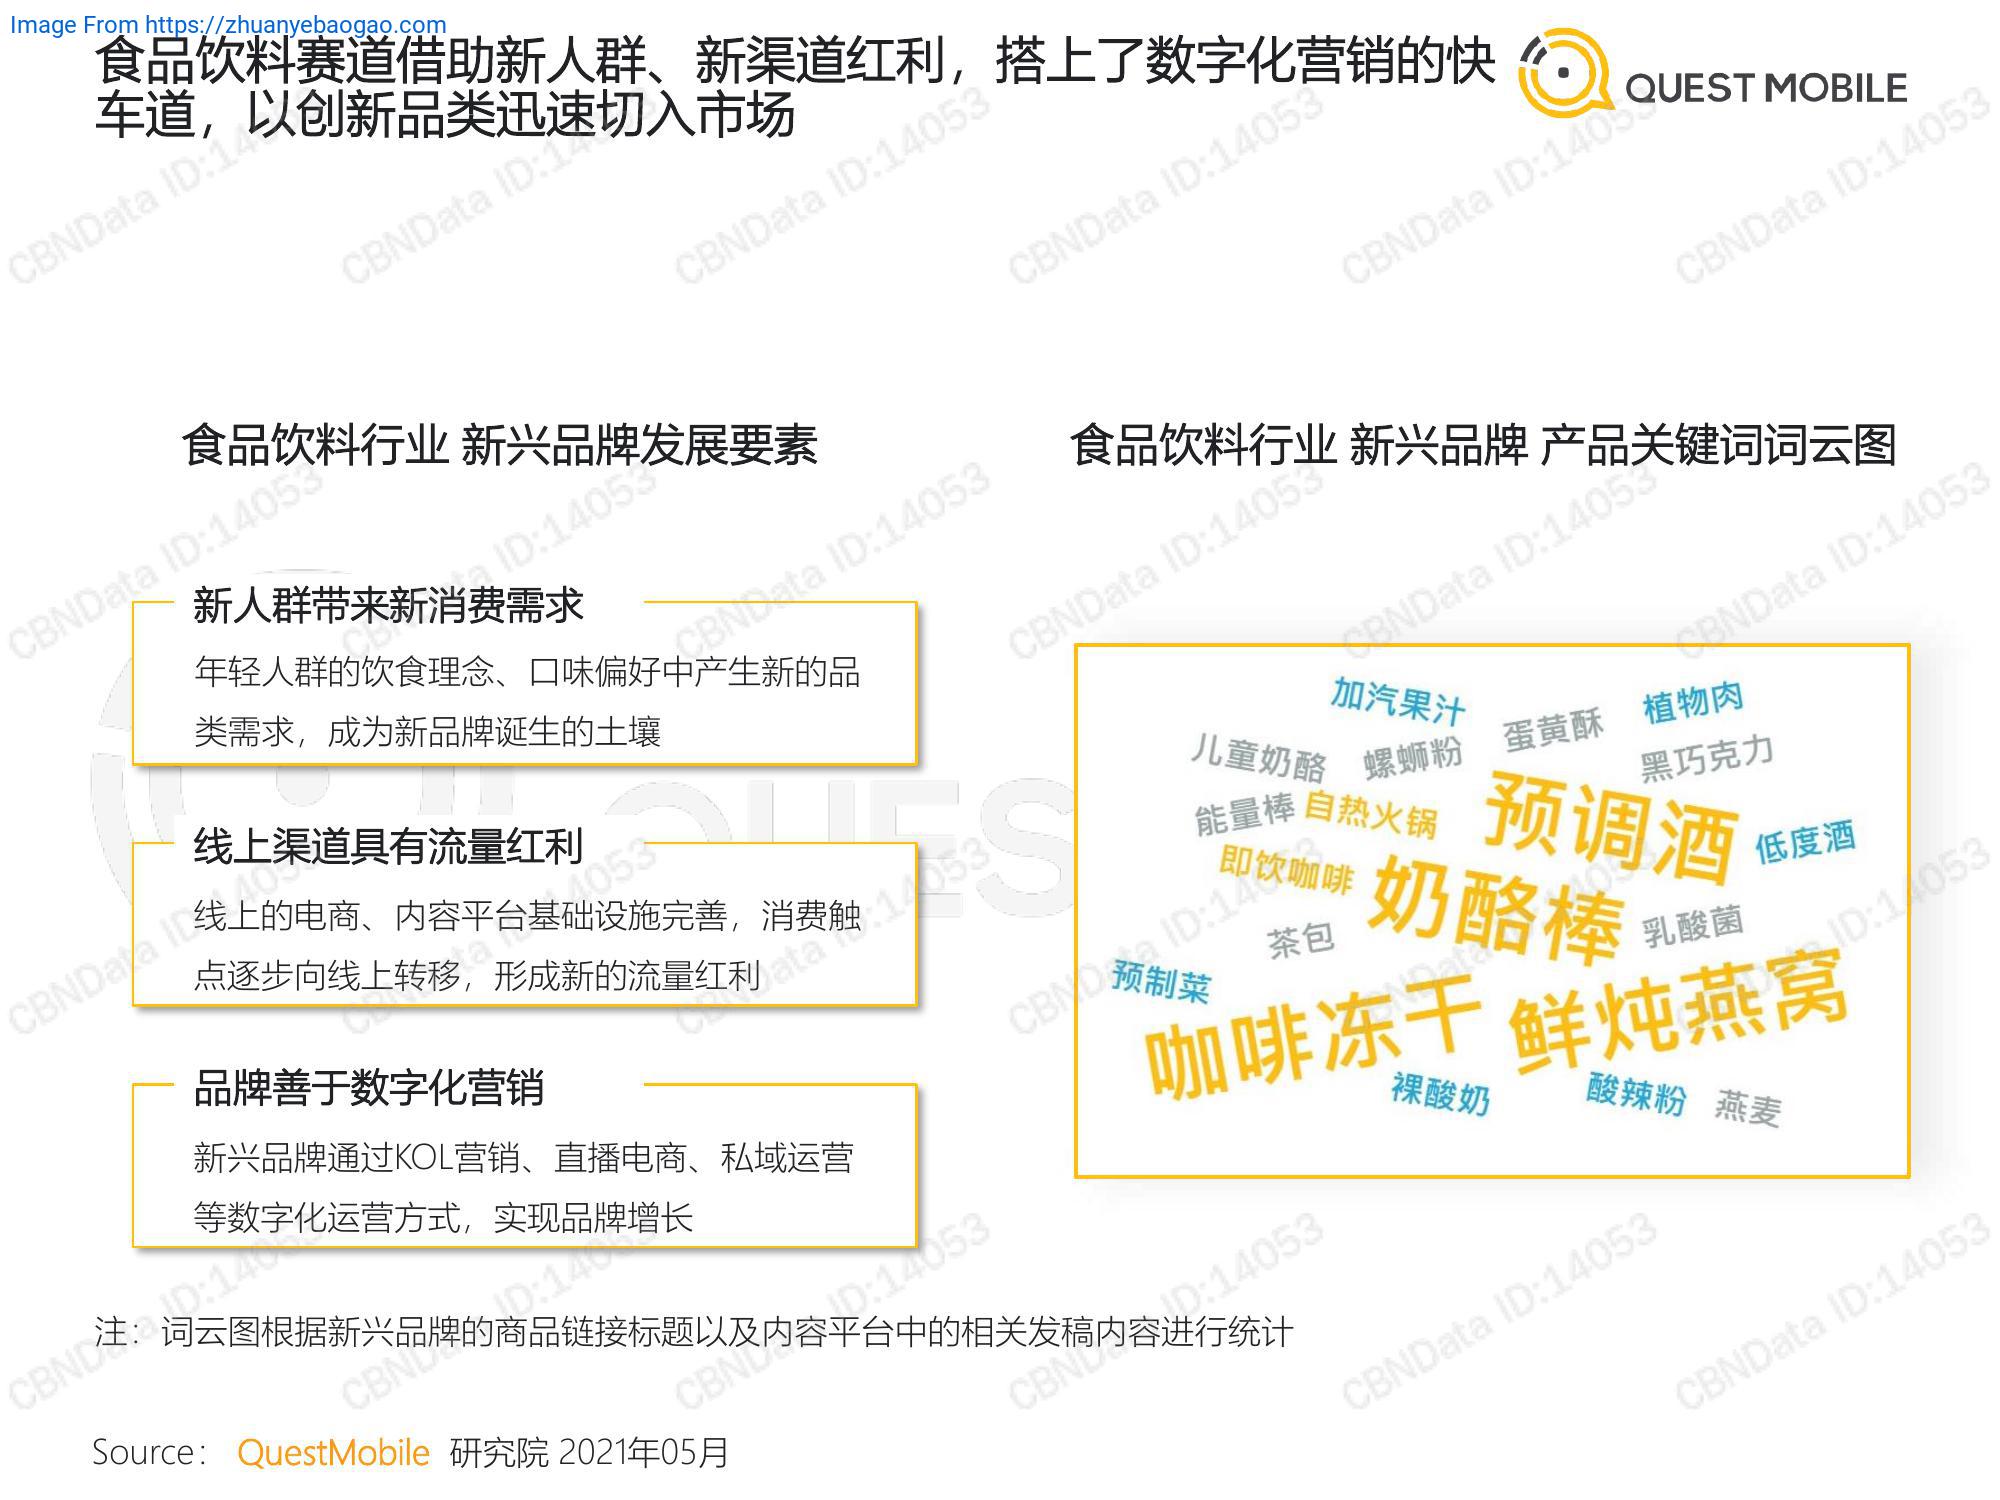 Image From https://zhuanyebaogao.com
食品饮料赛道借助新人群、新渠道红利，搭上了数字化营销的快
车道，以创新品类迅速切入市场
QUEST MOBILE
食品饮料行业 新兴品牌发展要素
新人群带来新消费需求
年轻人群的饮食理念、口味偏好中产生新的品
类需求，成为新品牌诞生的土壤
线上渠道具有流量红利
线上的电商、内容平台基础设施完善，消费触
点逐步向线上转移，形成新的流量红利
品牌善于数字化营销
新兴品牌通过KOL营销、直播电商、私域运营
等数字化运营方式，实现品牌增长
食品饮料行业 新兴品牌 产品关键词词云图
加汽果汁
蛋黄酥
植物肉
儿童奶酪
螺蛳粉
黑巧克力
能量棒
自热火锅
预调酒
低度酒
即饮咖啡
奶酪棒
茶包
乳酸菌
预制菜
咖啡冻干
鲜炖燕窝
裸酸奶
酸辣粉
燕麦
注：词云图根据新兴品牌的商品链接标题以及内容平台中的相关发稿内容进行统计
Source： QuestMobile 研究院 2021年05月
CBNData ID:14053